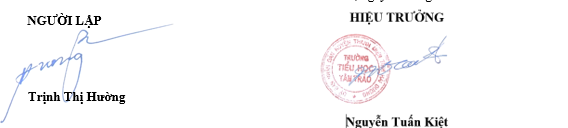 NGƯỜI LẬP
HIỆU TRƯỞNG
TRƯỜNG
TIỂU HỌC
TÂN TRÀO
Trịnh Thị Hường
Nguyễn Tuấn Kiệt